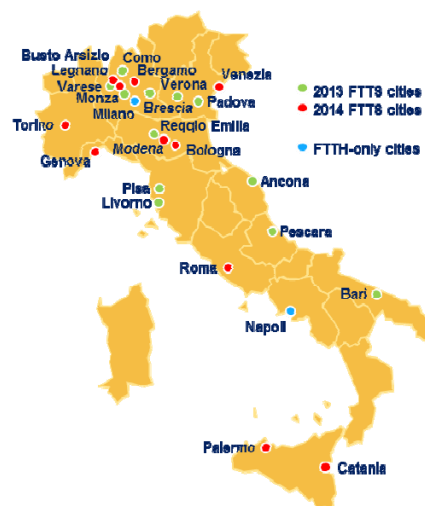 Busto Arsizio
Como
Legnano
Bergamo
Varese
Verona
Venezia
Monza
Brescia
Padova
Milano
Torino
Reqqlo Emilia
Modena
Bologna
Genova
Pisa
Livorno
Ancona
Pescara
Roma
Bari
Napoli
Palermo
Catania
2013 FTTS cities
2014 FTTS cities
FTTH-only cities